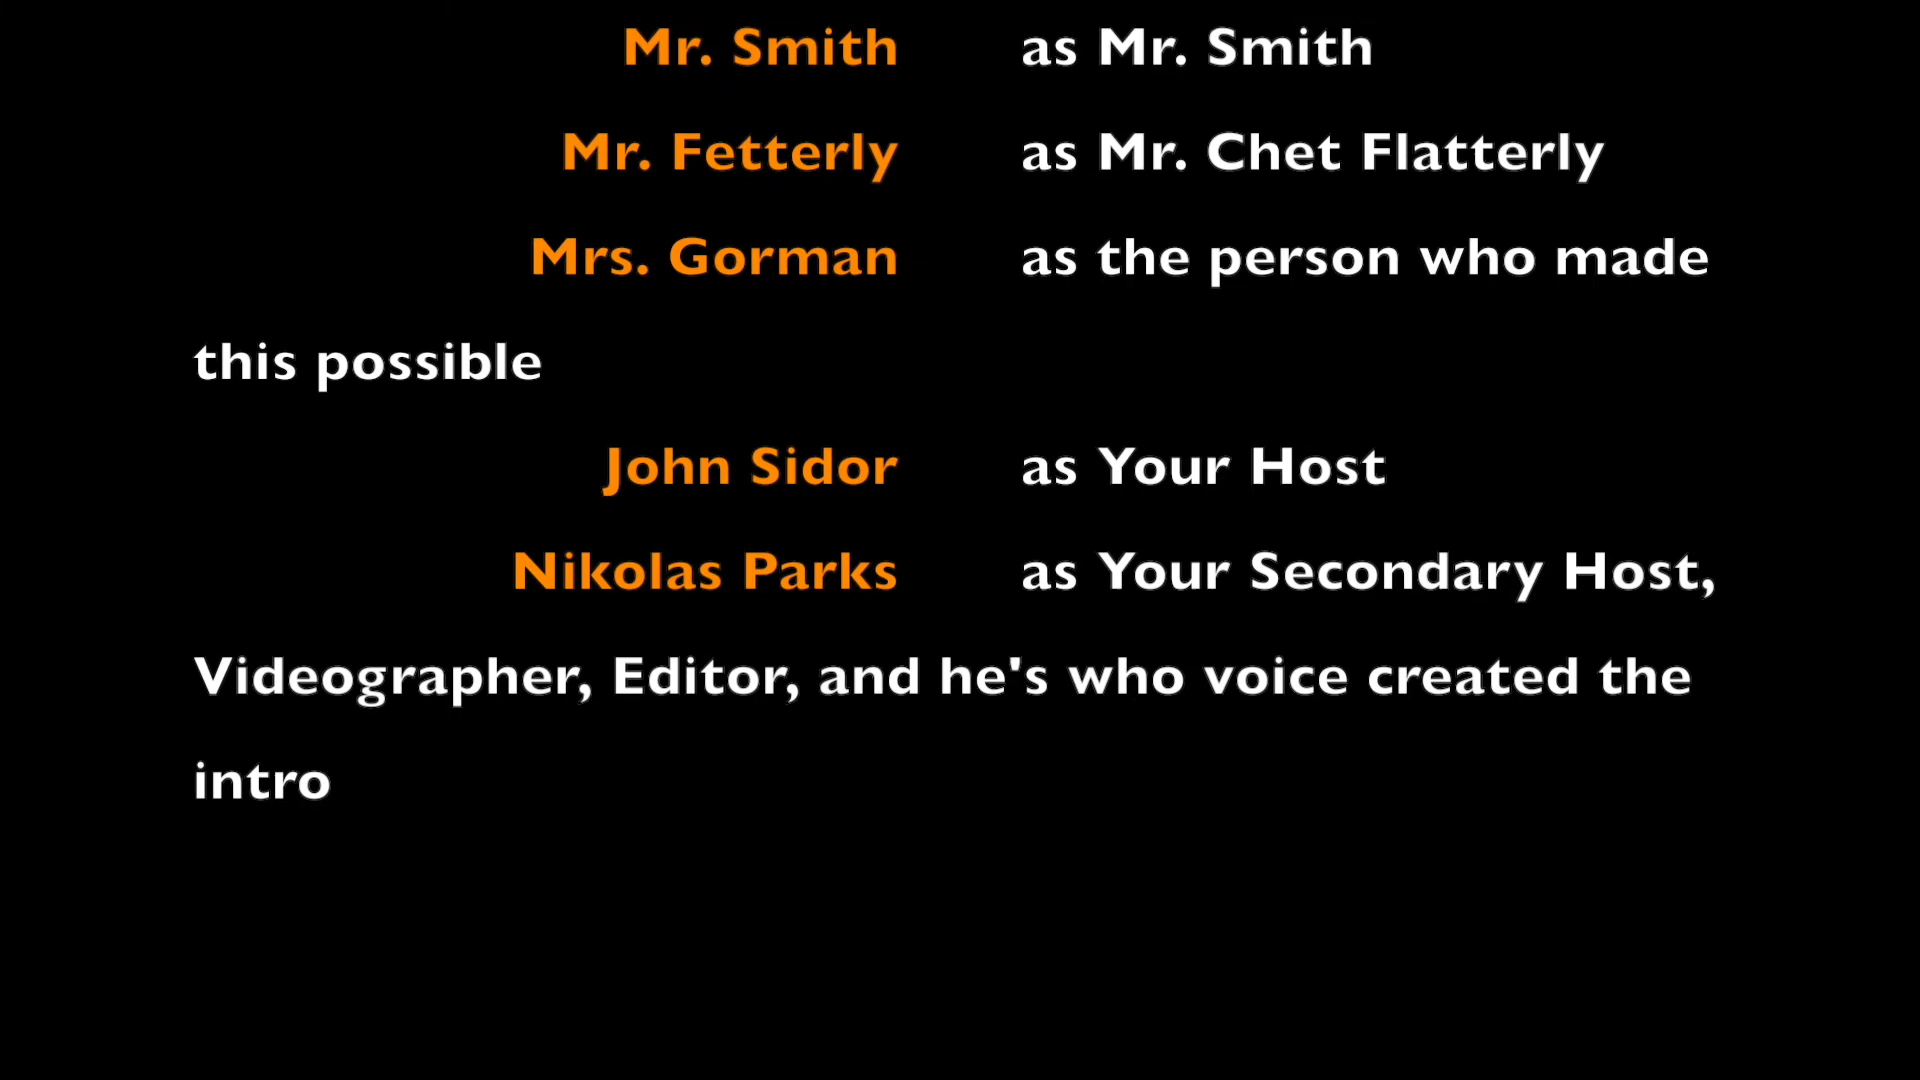 Mr. Smith as Mr. Smith
Mr. Fetterly as Mr. Chet Flatterly
Mrs. Gorman as the person who made
this possible
John Sidor as Your Host
Nikolas Parks as Your Secondary Host,
Videographer, Editor, and he's who voice created the
intro